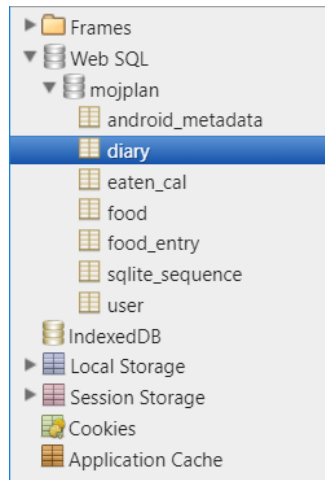 Frames
Web SQL
mojplan
android_metadata
diary
eaten_cal
food
food_entry
sqlite_sequence
user
IndexedDB
Local Storage
Session Storage
Cookies
Application Cache